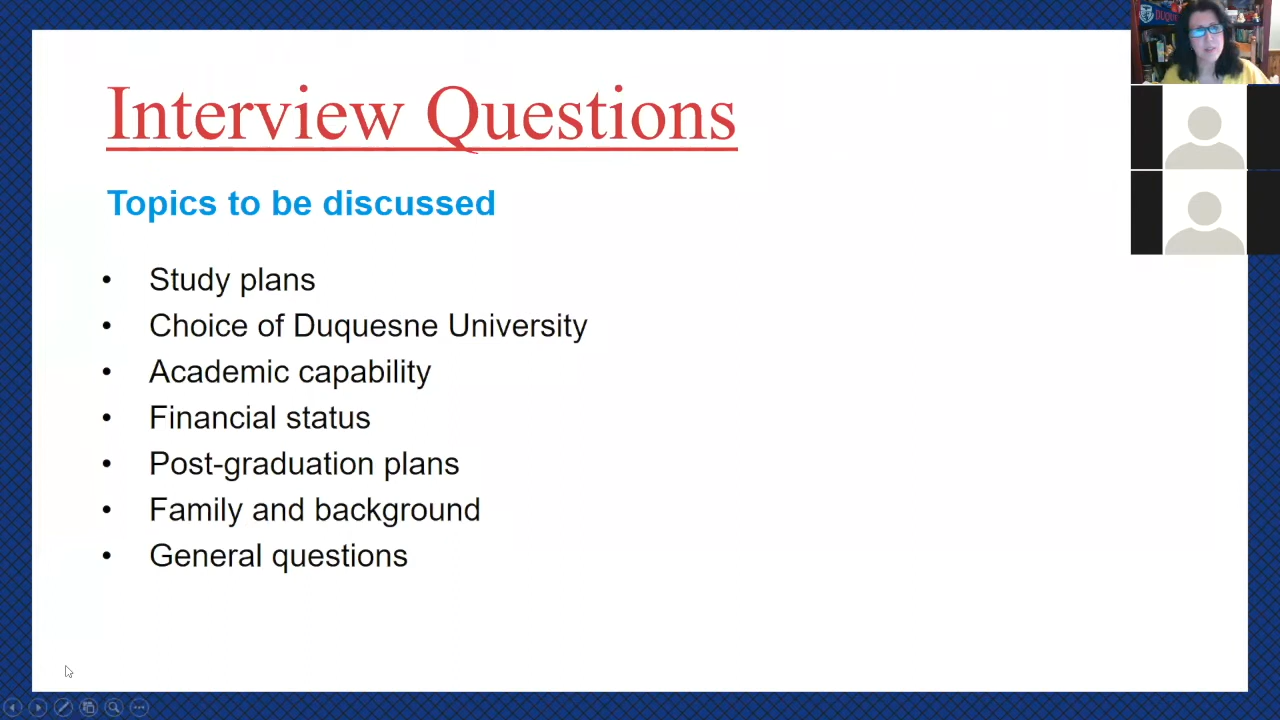 Interview Questions
Topics to be discussed
• Study plans
• Choice of Duquesne University
• Academic capability
• Financial status
• Post-graduation plans
• Family and background
• General questions